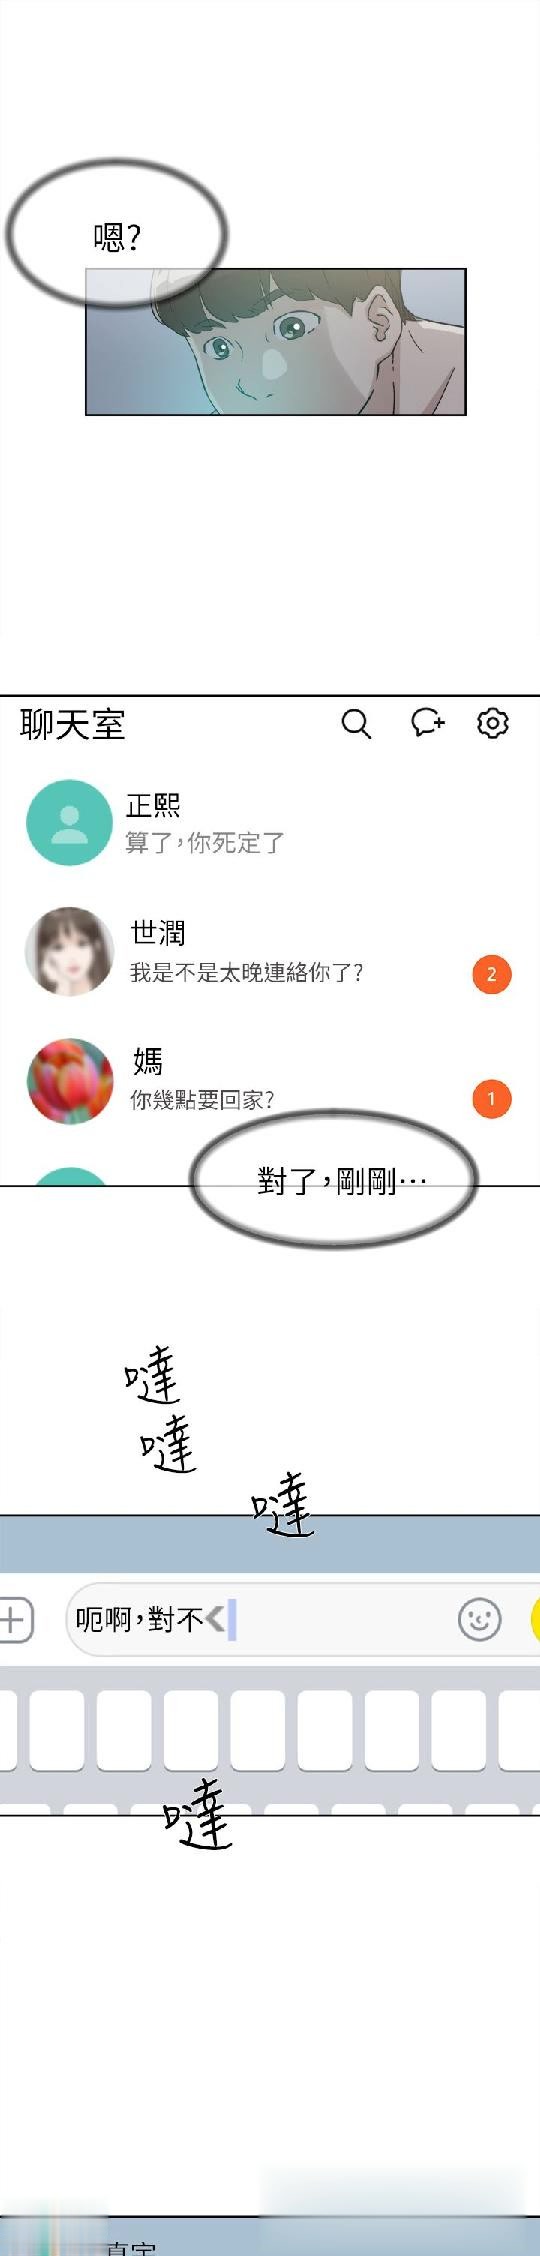 嗯?
聊天室
正熙
算了，你死定了
世潤
我是不是太晚連絡你了?
2
媽
你幾點要回家?
1
對了，剛剛…
噠
噠
噠
呃啊，對不
噠